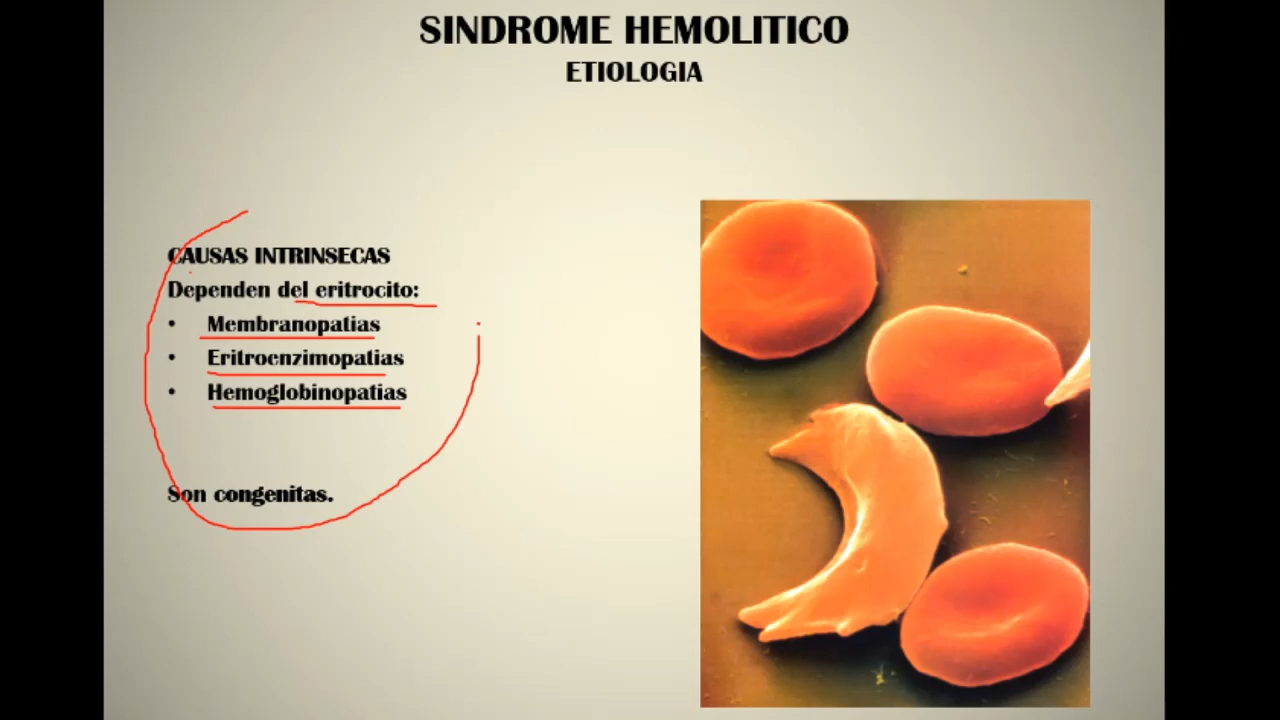 SINDROME HEMOLITICO
ETIOLOGIA
CAUSAS INTRINSECAS
Dependen del eritrocito:
• Membranopatias
• Eritroenzimopatias
• Hemoglobinopatias
Son congenitas.